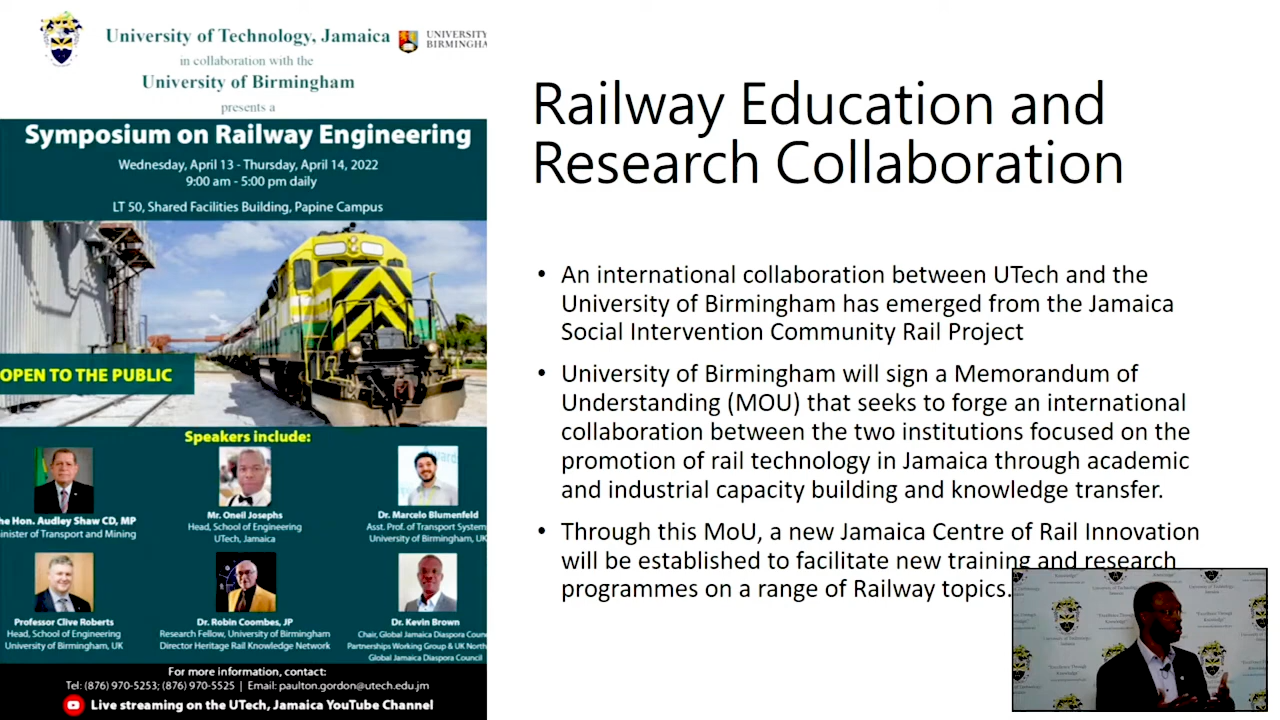 University of Technology, Jamaica
UNIVERSITY
BIRMINGHA
in collaboration with the
University of Birmingham
presents a
Symposium on Railway Engineering
Wednesday, April 13 - Thursday, April 14, 2022
9:00 am - 5:00 pm daily
LT 50, Shared Facilities Building, Papine Campus
OPEN TO THE PUBLIC
Speakers include:
he Hon. Audley Shaw CD, MP
inister of Transport and Mining
Mr. Oneil Josephs
Head, School of Engineering
UTech, Jamaica
Dr. Marcelo Blumenfeld
Asst. Prof. of Transport System
University of Birmingham, UK
Professor Clive Roberts
Head, School of Engineering
University of Birmingham, UK
Dr. Robin Coombes, JP
Research Fellow, University of Birmingham
Director Heritage Rail Knowledge Network
Dr. Kevin Brown
Chair, Global Jamaica Diaspora Coun
Partnerships Working Group & UK North
Global Jamaica Diaspora Council
For more information, contact:
Tel: (876) 970-5253; (876) 970-5525 | Email: paulton.gordon@utech.edu.jm
Live streaming on the UTech, Jamaica YouTube Channel
Railway Education and
Research Collaboration
• An international collaboration between UTech and the
University of Birmingham has emerged from the Jamaica
Social Intervention Community Rail Project
• University of Birmingham will sign a Memorandum of
Understanding (MOU) that seeks to forge an international
collaboration between the two institutions focused on the
promotion of rail technology in Jamaica through academic
and industrial capacity building and knowledge transfer.
• Through this MoU, a new Jamaica Centre of Rail Innovation
will be established to facilitate new training and research
programmes on a range of Railway topics.